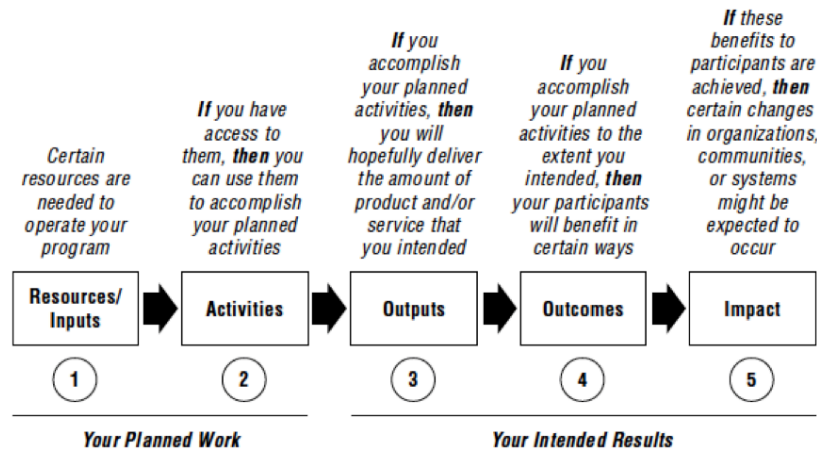 Certain
resources are
needed to
operate your
program
If you have
access to
them, then you
can use them
to accomplish
your planned
activities
If you
accomplish
your planned
activities, then
you will
hopefully deliver
the amount of
product and/or
service that
you intended
If you
accomplish
your planned
activities to the
extent you
intended, then
your participants
will benefit in
certain ways
If these
benefits to
participants are
achieved, then
certain changes
in organizations,
communities,
or systems
might be
expected to
occur
Resources/
Inputs
Activities
Outputs
Outcomes
Impact
1
2
3
4
5
Your Planned Work
Your Intended Results